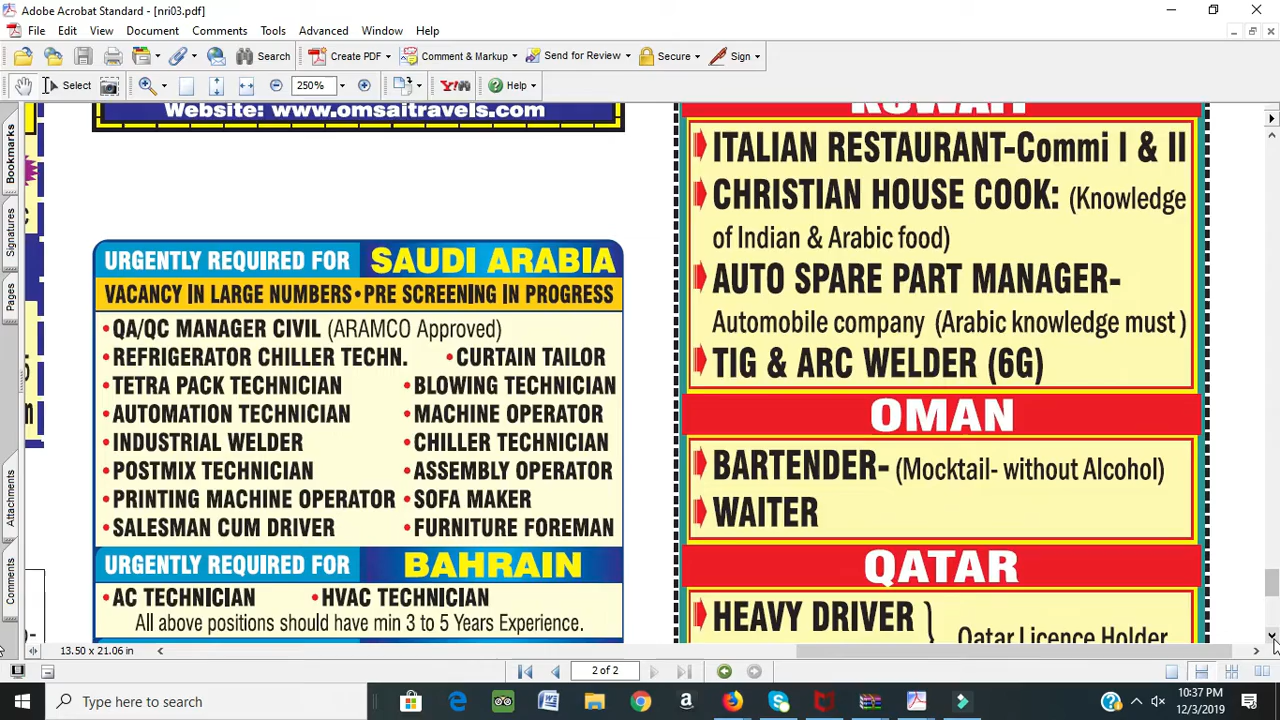 Adobe Acrobat Standard - [nri03.pdf]
File Edit View Document Comments Tools Advanced Window Help
Search Create PDF Comment & Markup Send for Review Secure Sign
Select 250% Y! Help
Bookmarks
Signatures
Pages
Attachments
Comments
Website: www.omsaitravels.com
URGENTLY REQUIRED FOR SAUDI ARABIA
VACANCY IN LARGE NUMBERS • PRE SCREENING IN PROGRESS
• QA/QC MANAGER CIVIL (ARAMCO Approved)
• REFRIGERATOR CHILLER TECHN. • CURTAIN TAILOR
• TETRA PACK TECHNICIAN • BLOWING TECHNICIAN
• AUTOMATION TECHNICIAN • MACHINE OPERATOR
• INDUSTRIAL WELDER • CHILLER TECHNICIAN
• POSTMIX TECHNICIAN • ASSEMBLY OPERATOR
• PRINTING MACHINE OPERATOR • SOFA MAKER
• SALESMAN CUM DRIVER • FURNITURE FOREMAN
URGENTLY REQUIRED FOR BAHRAIN
• AC TECHNICIAN • HVAC TECHNICIAN
All above positions should have min 3 to 5 Years Experience.
KUWAIT
ITALIAN RESTAURANT-Commi I & II
CHRISTIAN HOUSE COOK: (Knowledge
of Indian & Arabic food)
AUTO SPARE PART MANAGER-
Automobile company (Arabic knowledge must )
TIG & ARC WELDER (6G)
OMAN
BARTENDER- (Mocktail- without Alcohol)
WAITER
QATAR
HEAVY DRIVER }
Qatar Licence Holder
13.50 x 21.06 in
2 of 2
Type here to search
10:37 PM
12/3/2019